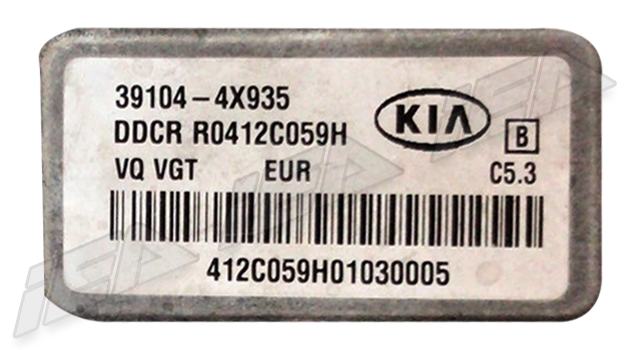 39104-4X935
DDCR R0412C059H
KIA
B
VQ VGT EUR C5.3
412C059H01030005